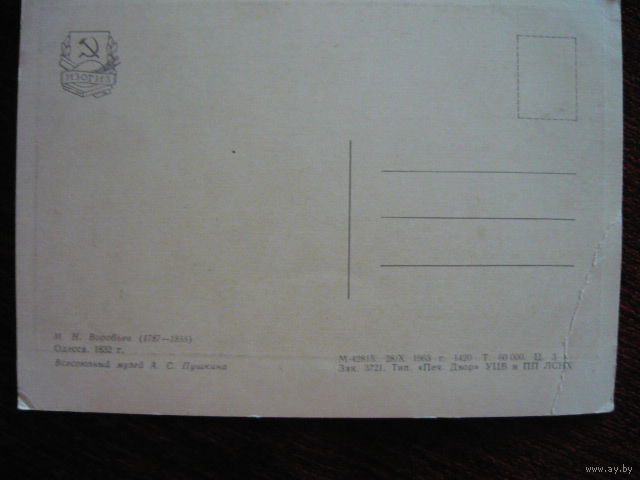 ИЗОГИЗ
М. Н. Воробьев (1787—1855)
Одесса. 1832 г.
Всесоюзный музей А. С. Пушкина
М-42815. 28/X 1963 г. 1420 Т. 60 000. Ц. 3 к.
Зак. 3721. Тип. «Печ. Двор» УЦБ и ПП ЛСНХ
www.ay.by